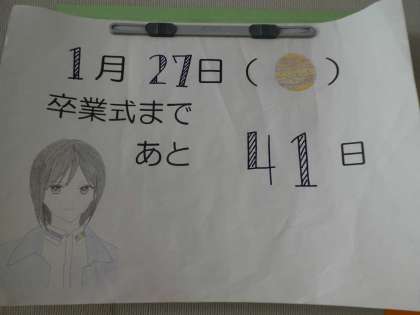 1月27日( )
卒業式まで
あと 41日